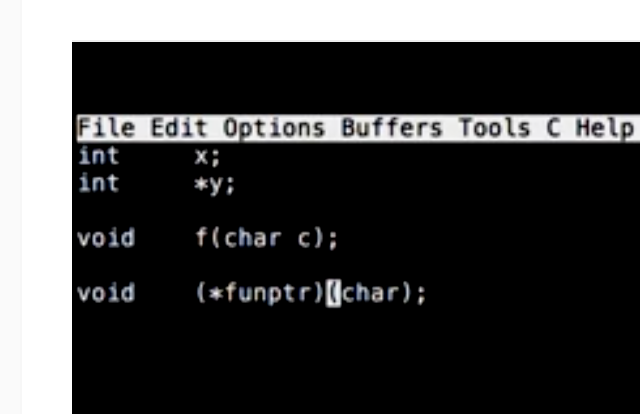 File Edit Options Buffers Tools C Help
int x;
int *y;
void f(char c);
void (*funptr)(char);